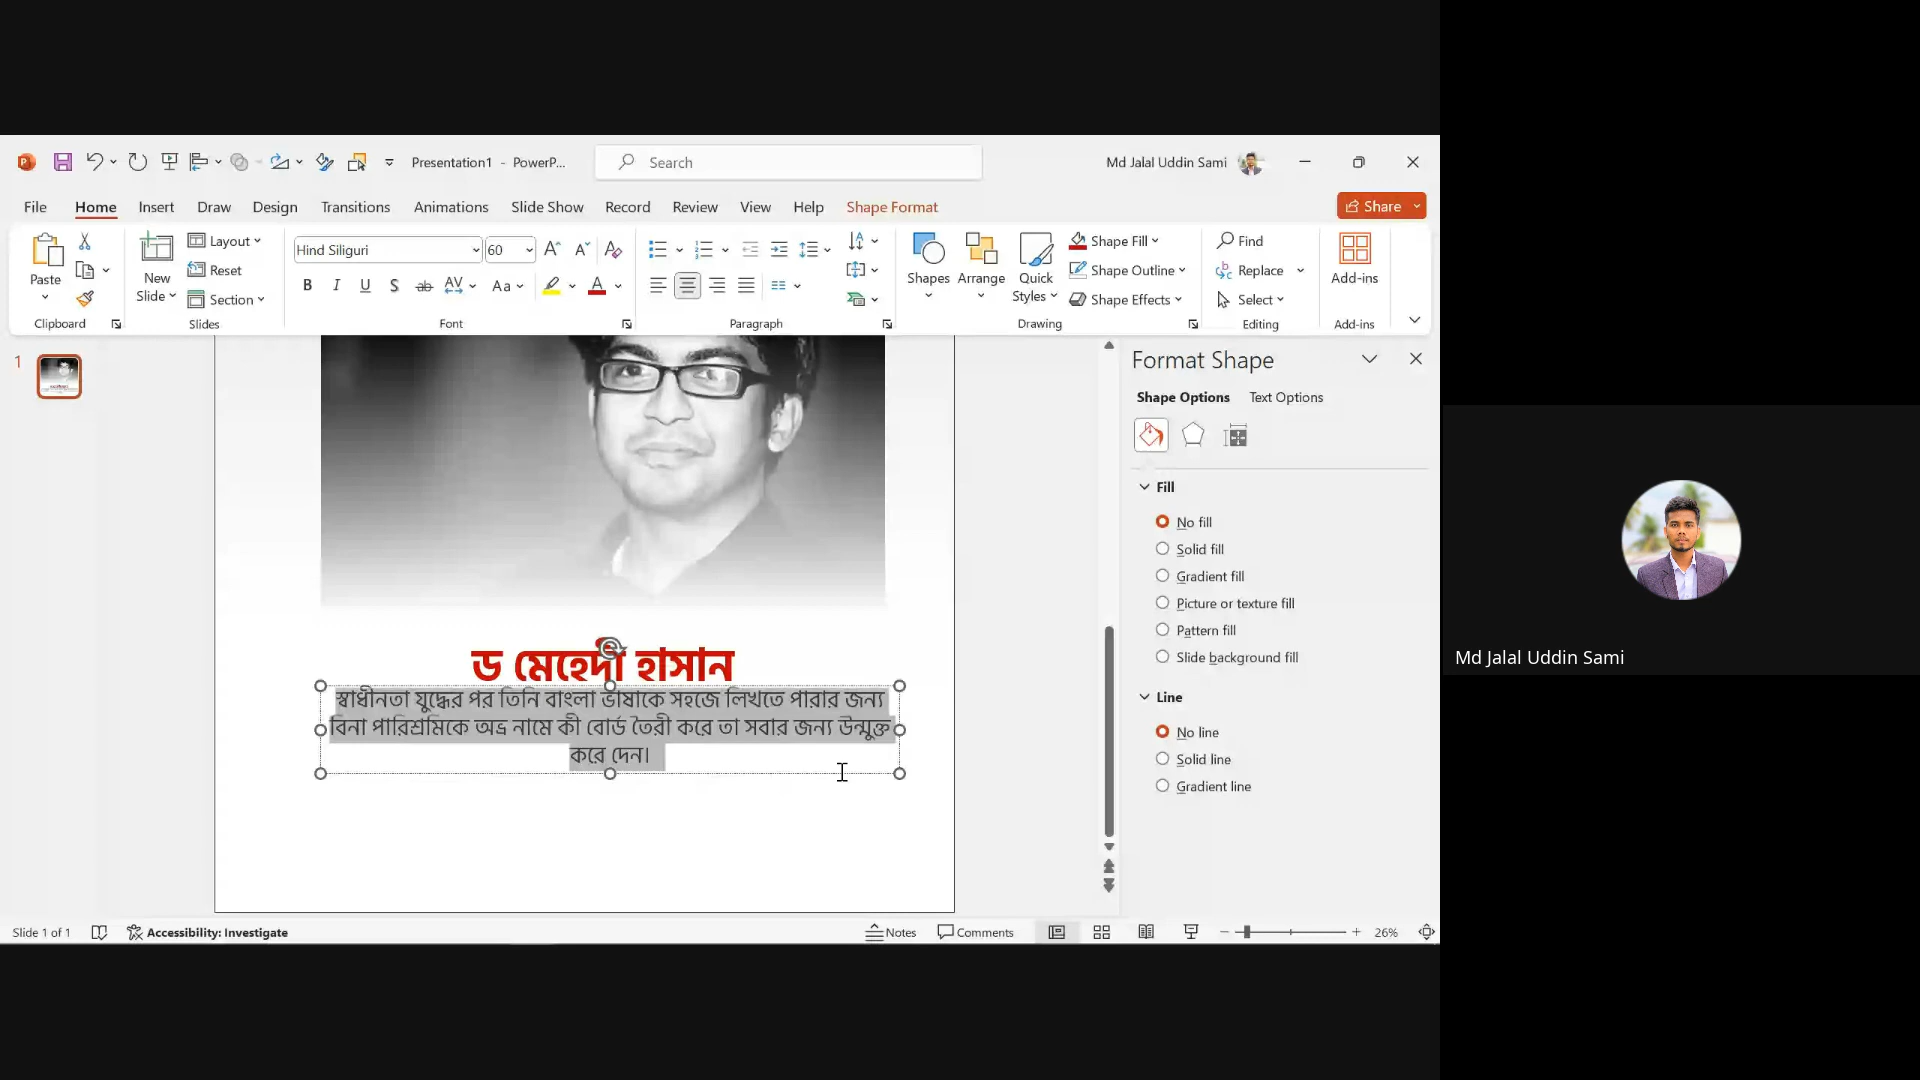 Presentation1 - PowerP...
Search
Md Jalal Uddin Sami
File Home Insert Draw Design Transitions Animations Slide Show Record Review View Help Shape Format
Share
Paste
Clipboard
New Slide
Layout
Reset
Section
Slides
Hind Siliguri 60
B I U S ab AV Aa A
Font
Paragraph
Shapes
Arrange
Quick Styles
Shape Fill
Shape Outline
Shape Effects
Drawing
Find
Replace
Select
Editing
Add-ins
Add-ins
1
ড মেহেদী হাসান
স্বাধীনতা যুদ্ধের পর তিনি বাংলা ভাষাকে সহজে লিখতে পারার জন্য
বিনা পারিশ্রমিকে অভ্র নামে কী বোর্ড তৈরী করে তা সবার জন্য উন্মুক্ত
করে দেন।
Format Shape
Shape Options Text Options
Fill
No fill
Solid fill
Gradient fill
Picture or texture fill
Pattern fill
Slide background fill
Line
No line
Solid line
Gradient line
Md Jalal Uddin Sami
Slide 1 of 1
Accessibility: Investigate
Notes
Comments
26%